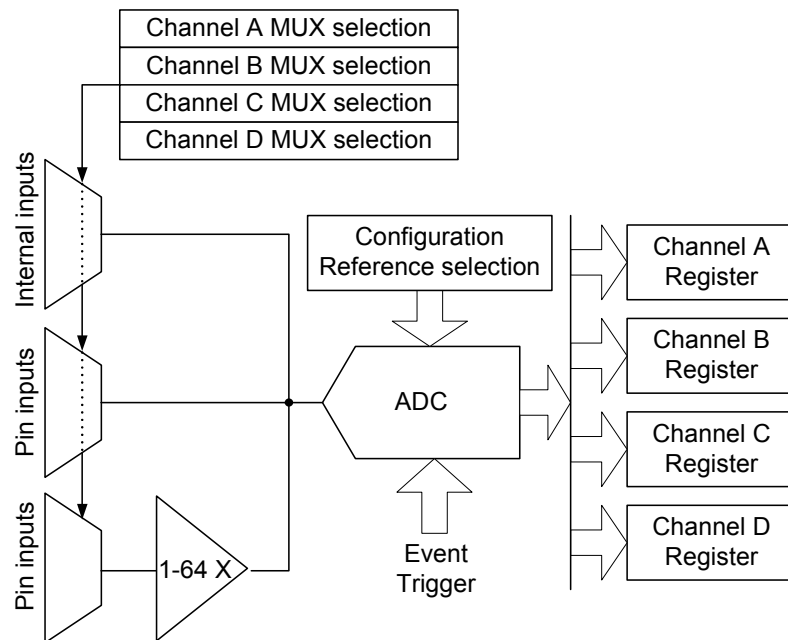 Channel A MUX selection
Channel B MUX selection
Channel C MUX selection
Channel D MUX selection
Internal inputs
Pin inputs
Pin inputs
1-64 X
Configuration
Reference selection
ADC
Event
Trigger
Channel A
Register
Channel B
Register
Channel C
Register
Channel D
Register